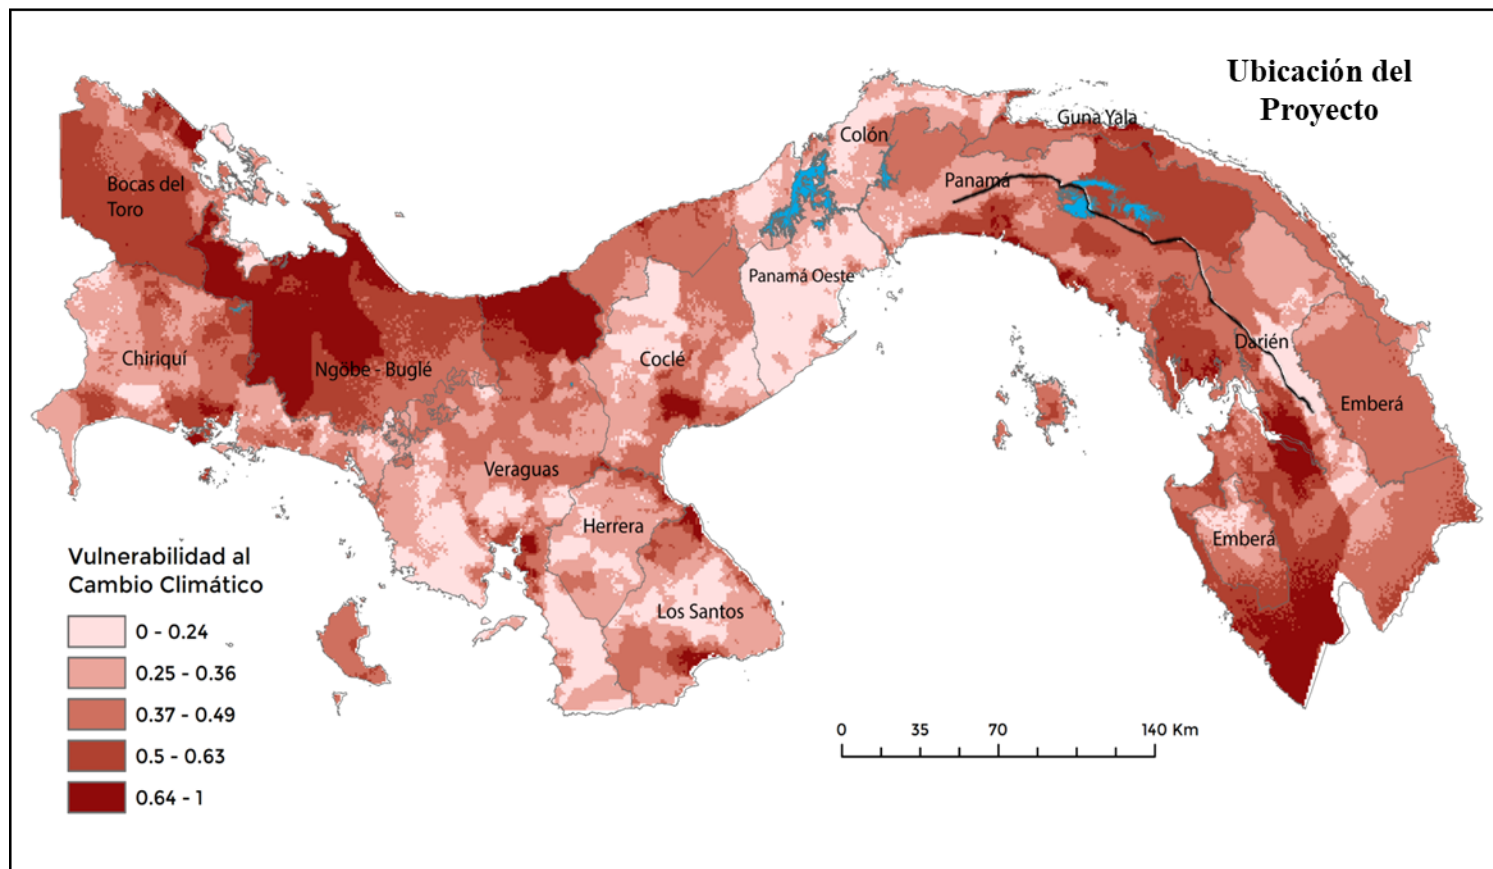 Ubicación del
Proyecto
Guna Yala
Colón
Panamá
Bocas del
Toro
Panamá Oeste
Chiriquí
Ngöbe - Buglé
Coclé
Darién
Emberá
Veraguas
Herrera
Emberá
Los Santos
Vulnerabilidad al
Cambio Climático
0 - 0.24
0.25 - 0.36
0.37 - 0.49
0.5 - 0.63
0.64 - 1
0 35 70 140 Km